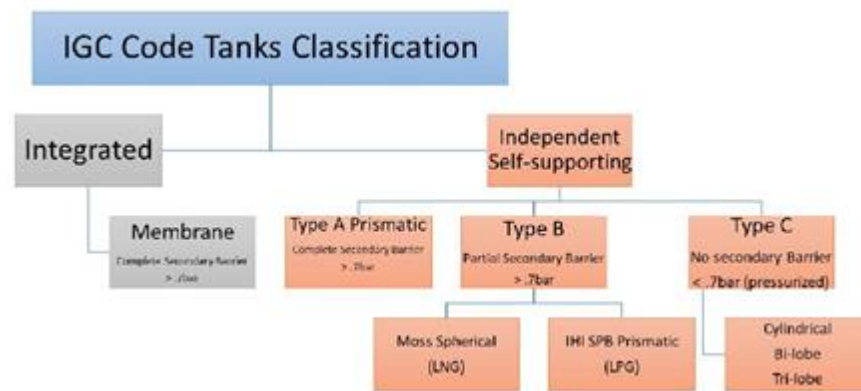 IGC Code Tanks Classification
Integrated
Independent
Self-supporting
Membrane
Complete Secondary Barrier
> .7bar
Type A Prismatic
Complete Secondary Barrier
> .7bar
Type B
Partial Secondary Barrier
> .7bar
Type C
No secondary Barrier
< .7bar (pressurized)
Moss Spherical
(LNG)
IHI SPB Prismatic
(LPG)
Cylindrical
Bi-lobe
Tri-lobe